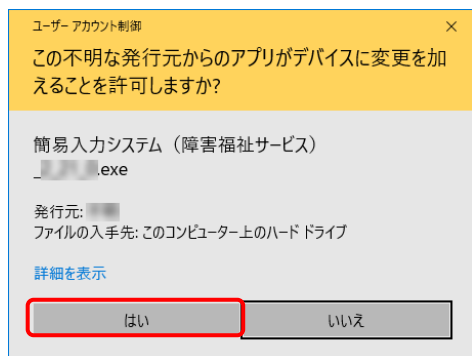 ユーザー アカウント制御
この不明な発行元からのアプリがデバイスに変更を加
えることを許可しますか?
簡易入力システム（障害福祉サービス）
.exe
発行元:
ファイルの入手先: このコンピューター上のハード ドライブ
詳細を表示
はい
いいえ